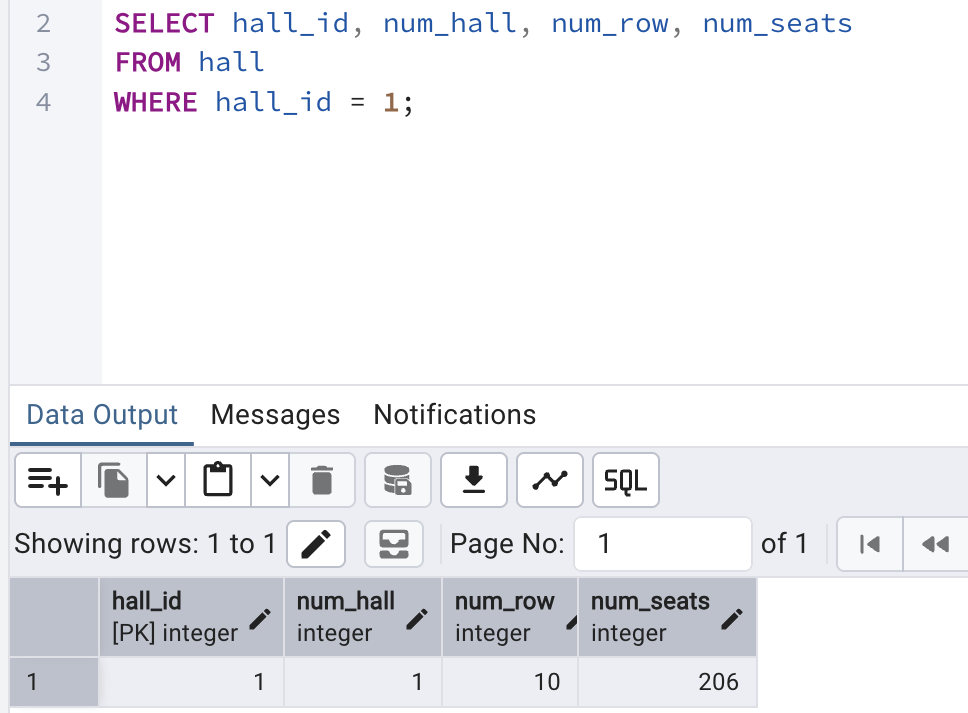 2 SELECT hall_id, num_hall, num_row, num_seats
3 FROM hall
4 WHERE hall_id = 1;
Data Output Messages Notifications
SQL
Showing rows: 1 to 1 Page No: 1 of 1
hall_id num_hall num_row num_seats
[PK] integer integer integer integer
1 1 1 10 206